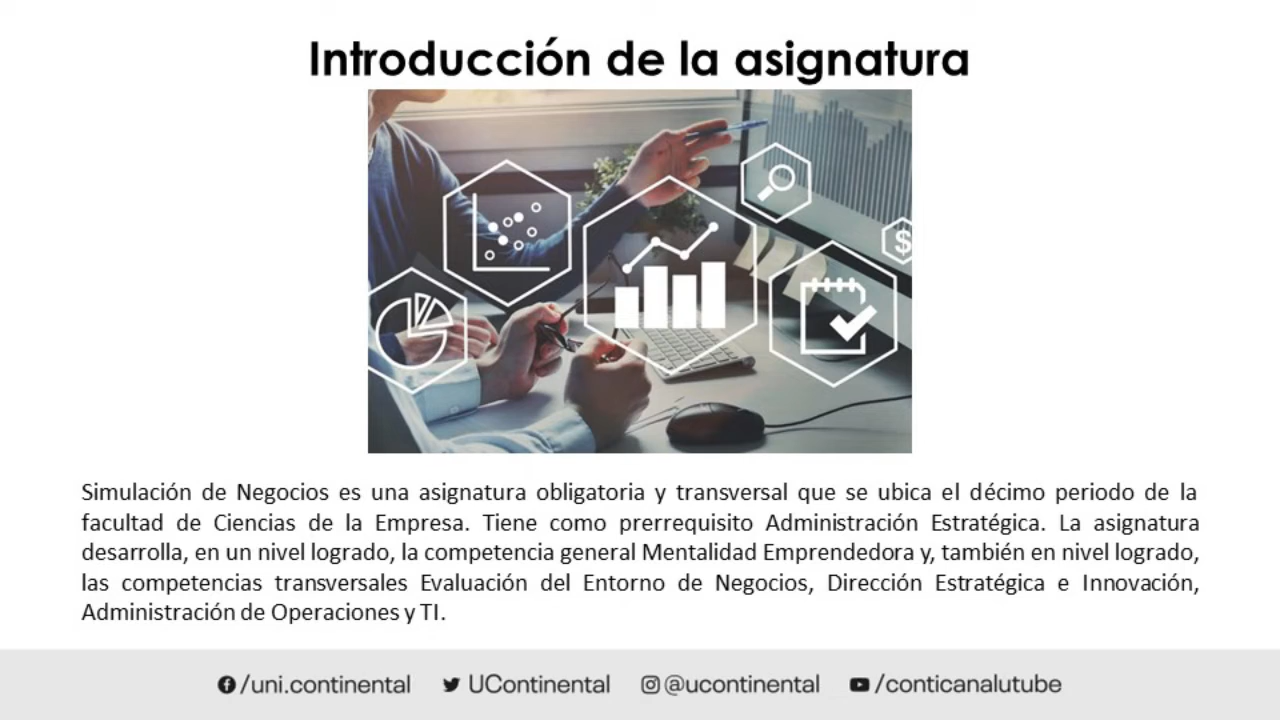 Introducción de la asignatura
$
Simulación de Negocios es una asignatura obligatoria y transversal que se ubica el décimo periodo de la
facultad de Ciencias de la Empresa. Tiene como prerrequisito Administración Estratégica. La asignatura
desarrolla, en un nivel logrado, la competencia general Mentalidad Emprendedora y, también en nivel logrado,
las competencias transversales Evaluación del Entorno de Negocios, Dirección Estratégica e Innovación,
Administración de Operaciones y TI.
/uni.continental UContinental @ucontinental /conticanalutube